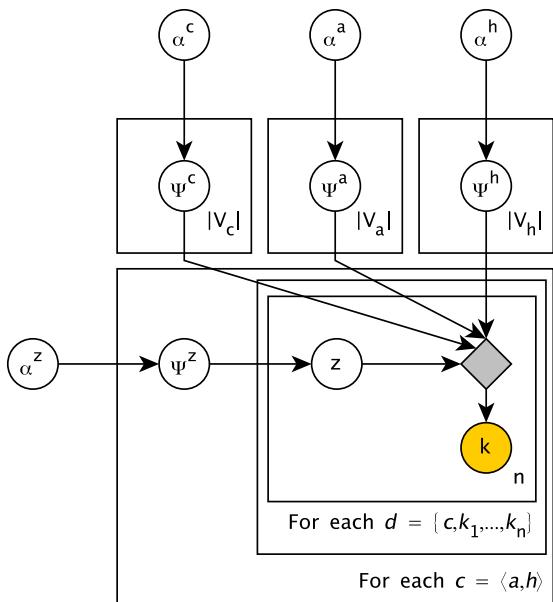 α^c α^a α^h
Ψ^c Ψ^a Ψ^h
|V_c| |V_a| |V_h|
α^z Ψ^z z
k
n
For each d = {c,k_1,...,k_n}
For each c = ⟨a,h⟩